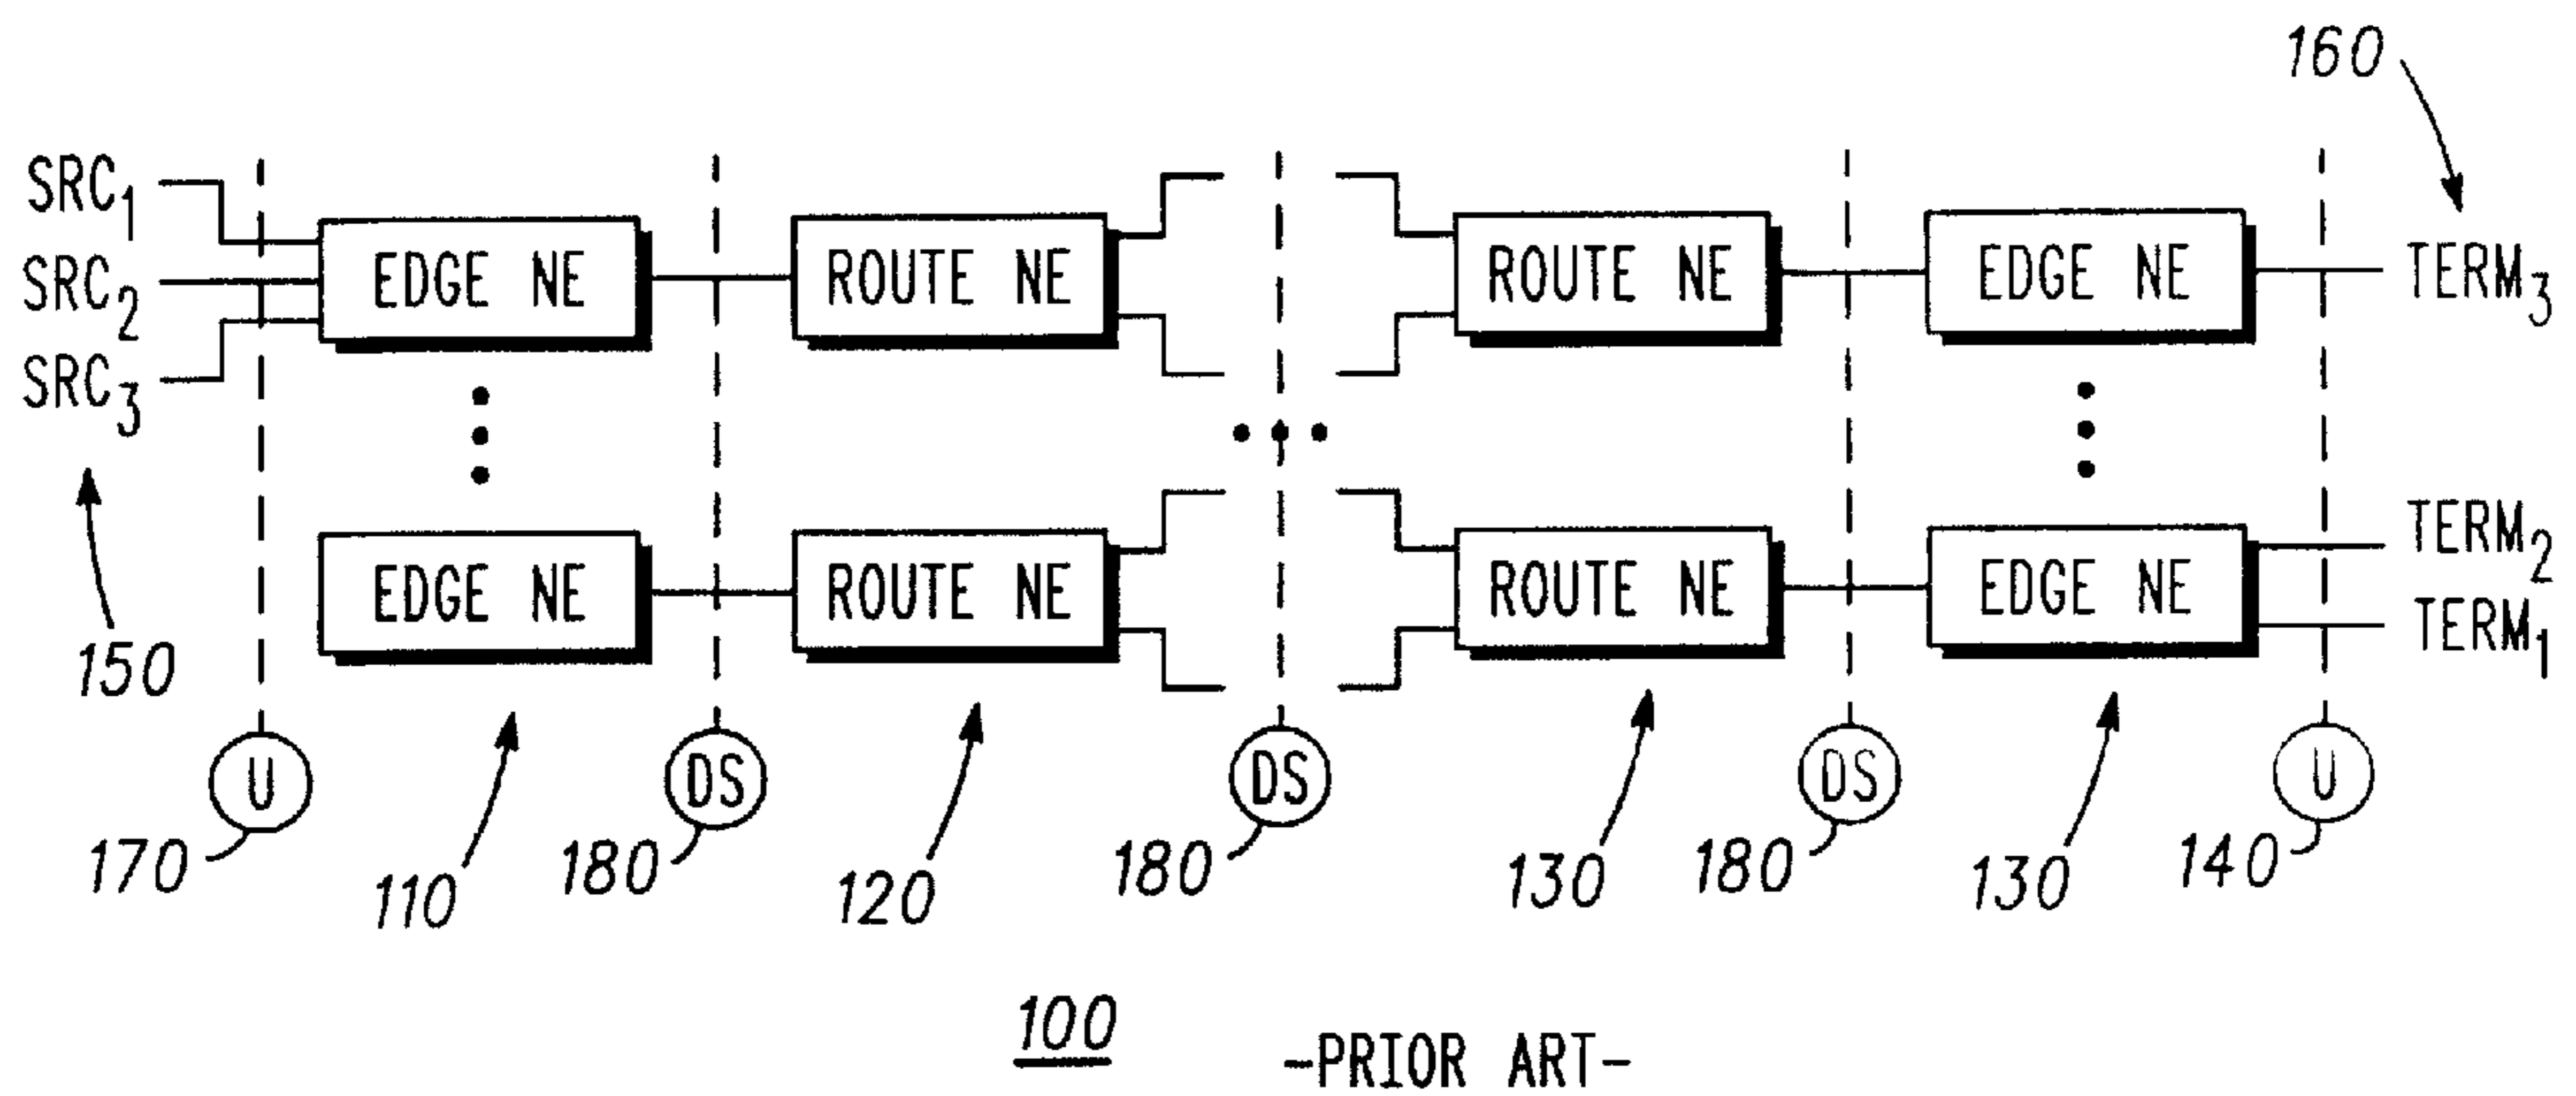 160
SRC1
SRC2
SRC3
EDGE NE
ROUTE NE
ROUTE NE
EDGE NE
TERM3
EDGE NE
ROUTE NE
ROUTE NE
EDGE NE
TERM2
TERM1
150
U
DS
DS
DS
U
170
110
180
120
180
130
180
130
140
100
-PRIOR ART-